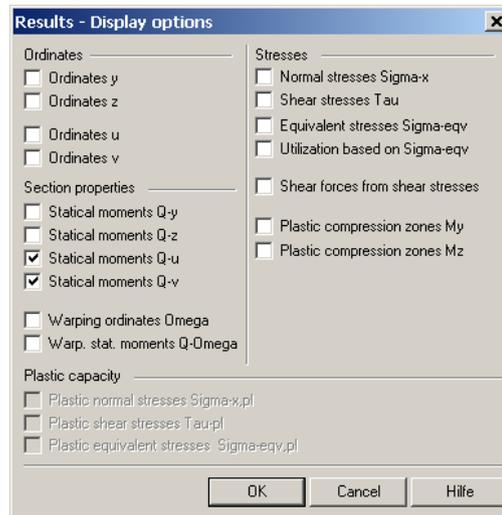 Results - Display options
Ordinates
Ordinates y
Ordinates z
Ordinates u
Ordinates v
Section properties
Statical moments Q-y
Statical moments Q-z
Statical moments Q-u
Statical moments Q-v
Warping ordinates Omega
Warp. stat. moments Q-Omega
Stresses
Normal stresses Sigma-x
Shear stresses Tau
Equivalent stresses Sigma-eqv
Utilization based on Sigma-eqv
Shear forces from shear stresses
Plastic compression zones My
Plastic compression zones Mz
Plastic capacity
Plastic normal stresses Sigma-x,pl
Plastic shear stresses Tau-pl
Plastic equivalent stresses Sigma-eqv,pl
OK Cancel Hilfe